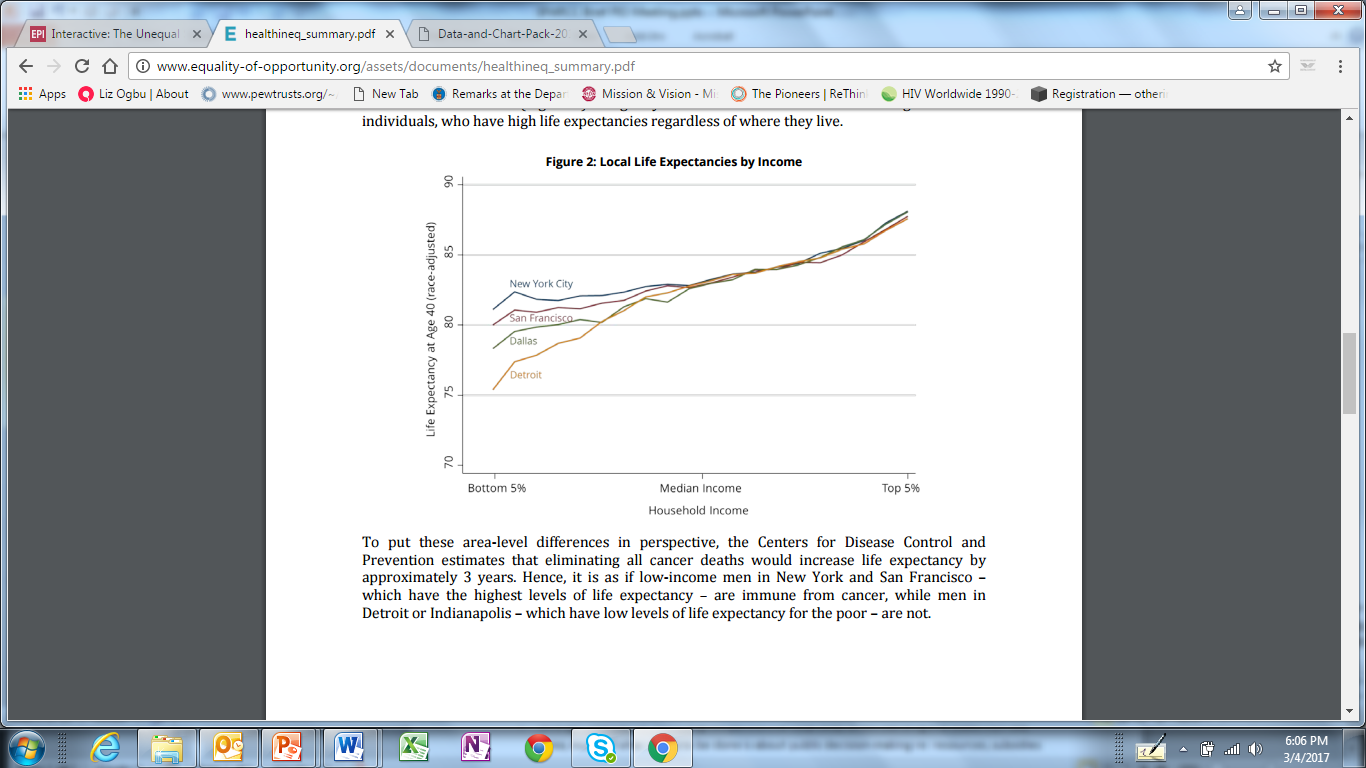 EPI Interactive: The Unequal
E healthineq_summary.pdf
Data-and-Chart-Pack-20
www.equality-of-opportunity.org/assets/documents/healthineq_summary.pdf
Apps
Liz Ogbu | About
www.pewtrusts.org/~
New Tab
Remarks at the Depar
Mission & Vision - Mi
The Pioneers | ReThin
HIV Worldwide 1990-
Registration — otheri
individuals, who have high life expectancies regardless of where they live.
Figure 2: Local Life Expectancies by Income
Life Expectancy at Age 40 (race-adjusted)
90
85
80
75
70
New York City
San Francisco
Dallas
Detroit
Bottom 5% Median Income Top 5%
Household Income
To put these area-level differences in perspective, the Centers for Disease Control and
Prevention estimates that eliminating all cancer deaths would increase life expectancy by
approximately 3 years. Hence, it is as if low-income men in New York and San Francisco –
which have the highest levels of life expectancy – are immune from cancer, while men in
Detroit or Indianapolis – which have low levels of life expectancy for the poor – are not.
6:06 PM
3/4/2017